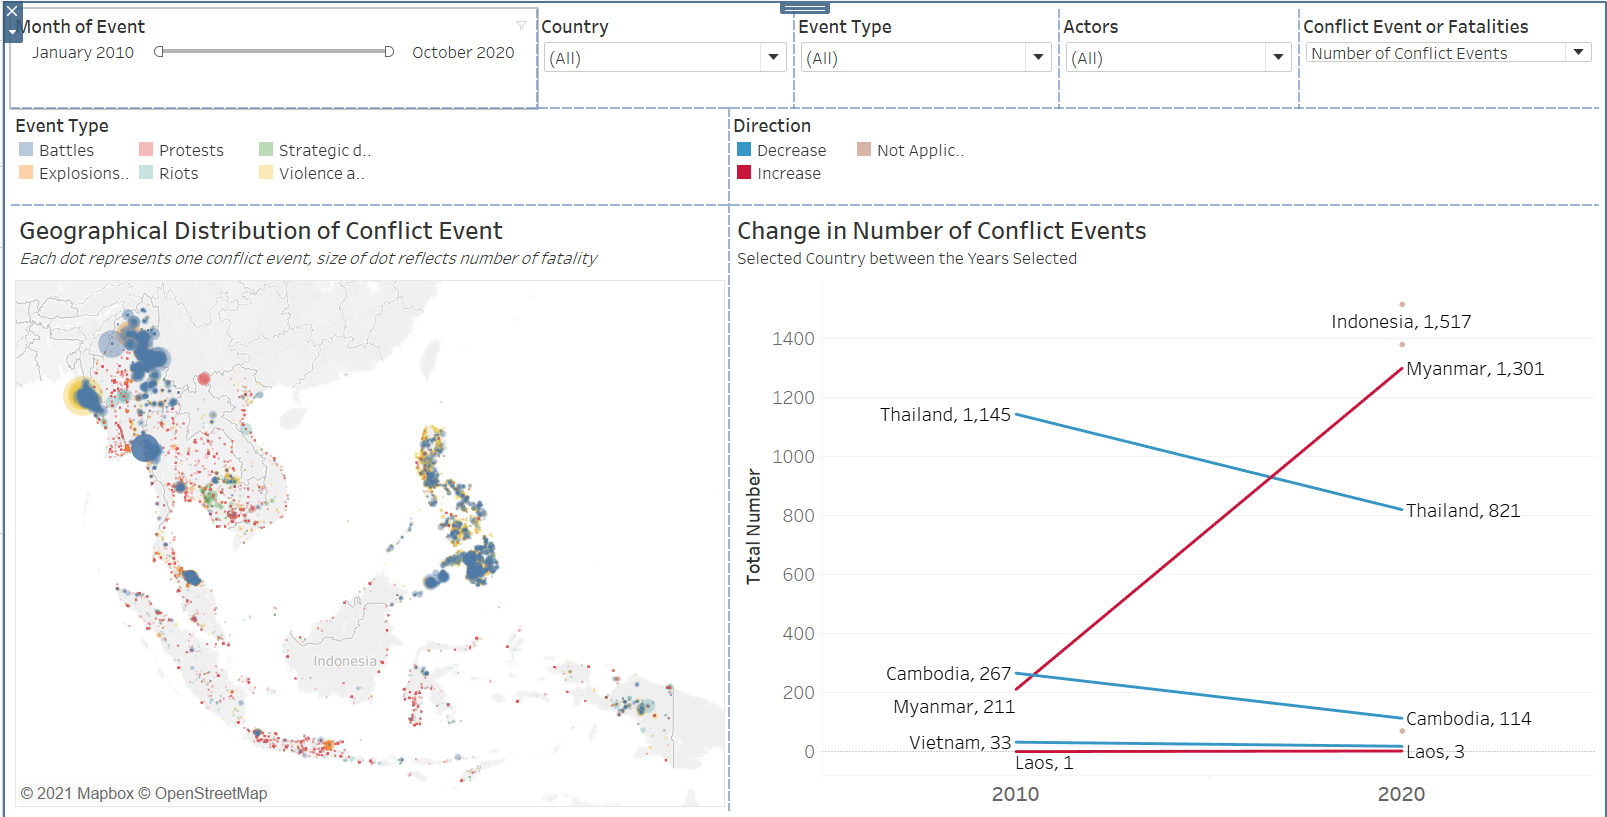 Month of Event
January 2010 October 2020
Country
(All)
Event Type
(All)
Actors
(All)
Conflict Event or Fatalities
Number of Conflict Events
Event Type
Battles Protests Strategic d..
Explosions.. Riots Violence a..
Direction
Decrease Not Applic..
Increase
Geographical Distribution of Conflict Event
Each dot represents one conflict event, size of dot reflects number of fatality
Indonesia
© 2021 Mapbox © OpenStreetMap
Change in Number of Conflict Events
Selected Country between the Years Selected
Total Number
1400
1200
1000
800
600
400
200
0
Indonesia, 1,517
Myanmar, 1,301
Thailand, 1,145
Thailand, 821
Cambodia, 267
Myanmar, 211
Cambodia, 114
Vietnam, 33
Laos, 3
Laos, 1
2010 2020